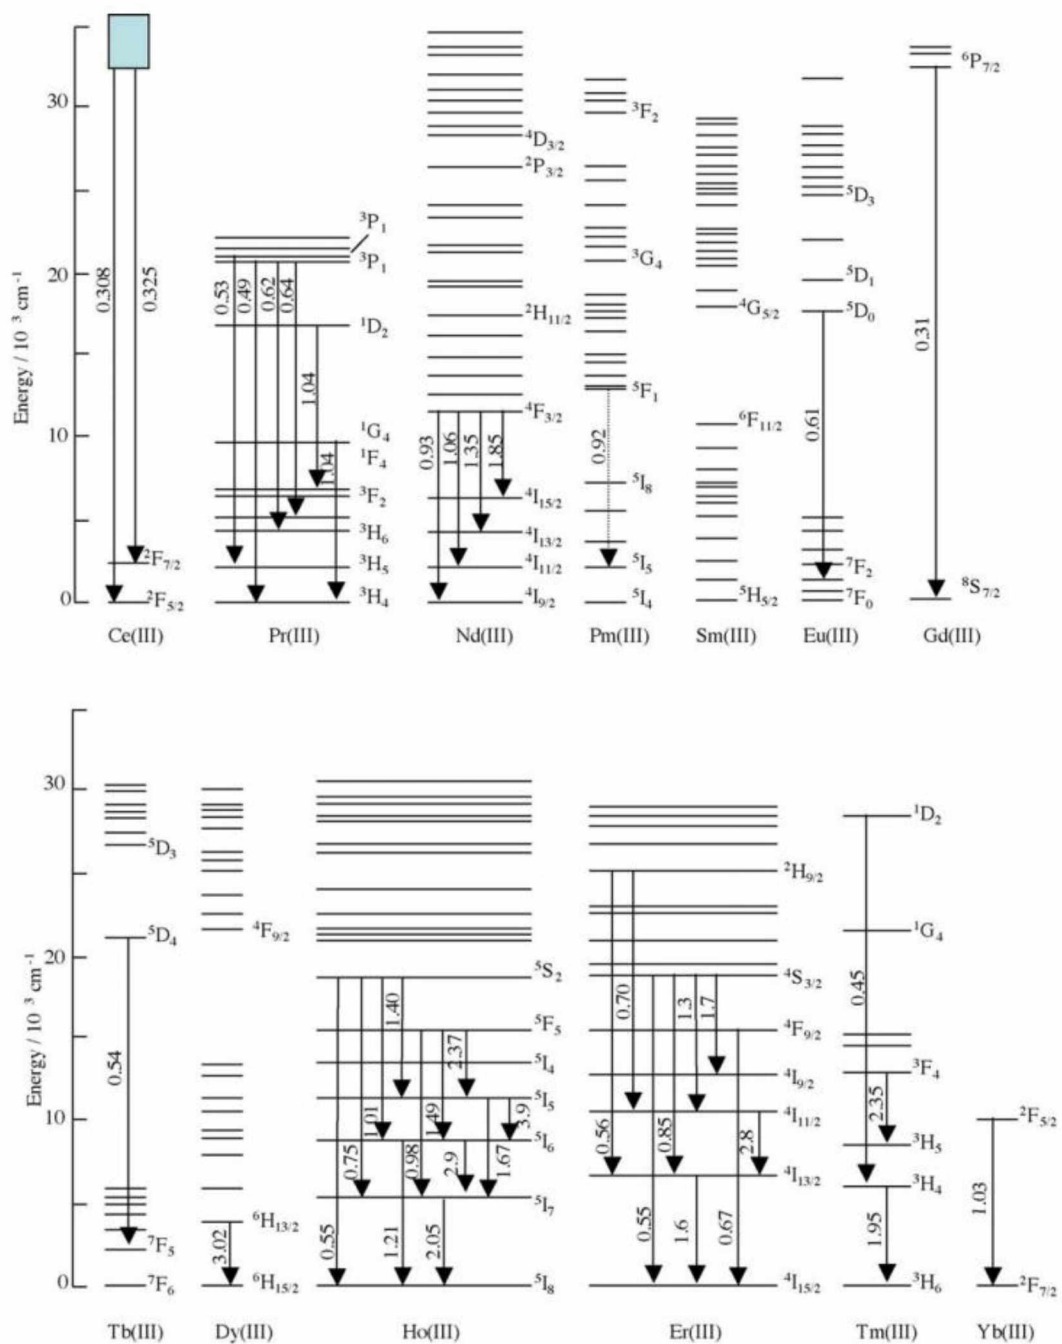 Energy / 10 ³ cm⁻¹
30
20
10
0
0.308
0.325
²F₇/₂
²F₅/₂
Ce(III)
³P₁
³P₁
0.53
0.49
0.62
0.64
¹D₂
1.04
¹G₄
¹F₄
1.04
³F₂
³H₆
³H₅
³H₄
Pr(III)
⁴D₃/₂
²P₃/₂
²H₁₁/₂
⁴F₃/₂
0.93
1.06
1.35
1.85
⁴I₁₅/₂
⁴I₁₃/₂
⁴I₁₁/₂
⁴I₉/₂
Nd(III)
³F₂
³G₄
⁵F₁
0.92
⁵I₈
⁵I₅
⁵I₄
Pm(III)
⁴G₅/₂
⁶F₁₁/₂
⁵H₅/₂
Sm(III)
⁵D₃
⁵D₁
⁵D₀
0.61
⁷F₂
⁷F₀
Eu(III)
⁶P₇/₂
0.31
⁸S₇/₂
Gd(III)
Energy / 10 ³ cm⁻¹
30
20
10
0
⁵D₃
⁵D₄
0.54
⁷F₅
⁷F₆
Tb(III)
⁴F₉/₂
⁶H₁₃/₂
3.02
⁶H₁₅/₂
Dy(III)
⁵S₂
1.40
⁵F₅
2.37
⁵I₄
⁵I₅
1.01
1.49
3.9
⁵I₆
0.75
0.98
2.9
1.67
⁵I₇
0.55
1.21
2.05
⁵I₈
Ho(III)
²H₉/₂
0.70
1.3
1.7
⁴S₃/₂
⁴F₉/₂
⁴I₉/₂
⁴I₁₁/₂
0.56
0.85
2.8
⁴I₁₃/₂
0.55
1.6
0.67
⁴I₁₅/₂
Er(III)
¹D₂
¹G₄
0.45
³F₄
2.35
³H₅
³H₄
1.95
³H₆
Tm(III)
²F₅/₂
1.03
²F₇/₂
Yb(III)